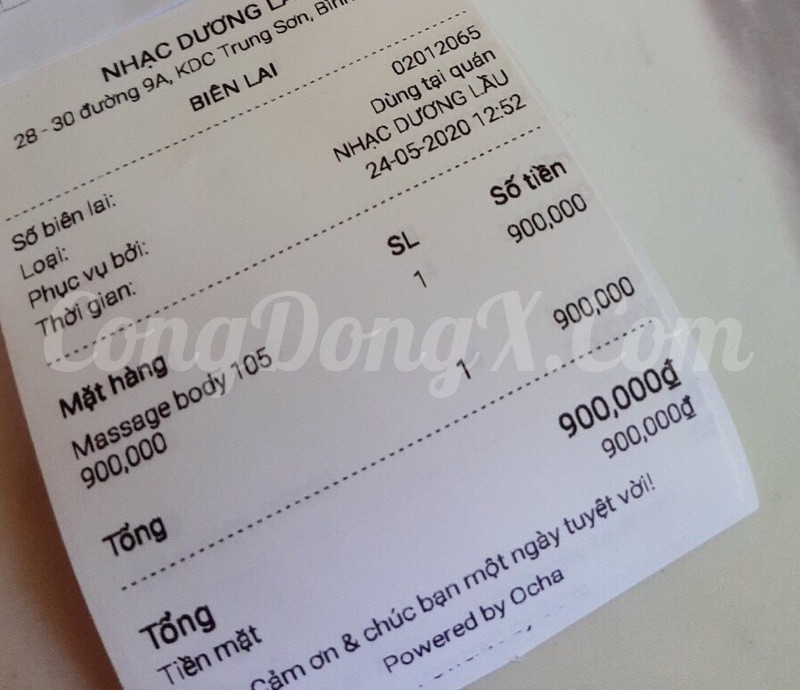 NHẠC DƯƠNG
28 - 30 đường 9A, KDC Trung Sơn,
BIÊN LAI
Số biên lai: 02012065
Loại: Dùng tại quán
Phục vụ bởi: NHẠC DƯƠNG LẦU
Thời gian: 24-05-2020 12:52
Mặt hàng SL Số tiền
Massage body 105 1 900,000
900,000
Tổng 1 900,000
Tổng 900,000₫
Tiền mặt 900,000₫
Cảm ơn & chúc bạn một ngày tuyệt vời!
Powered by Ocha
CongDongX.Com